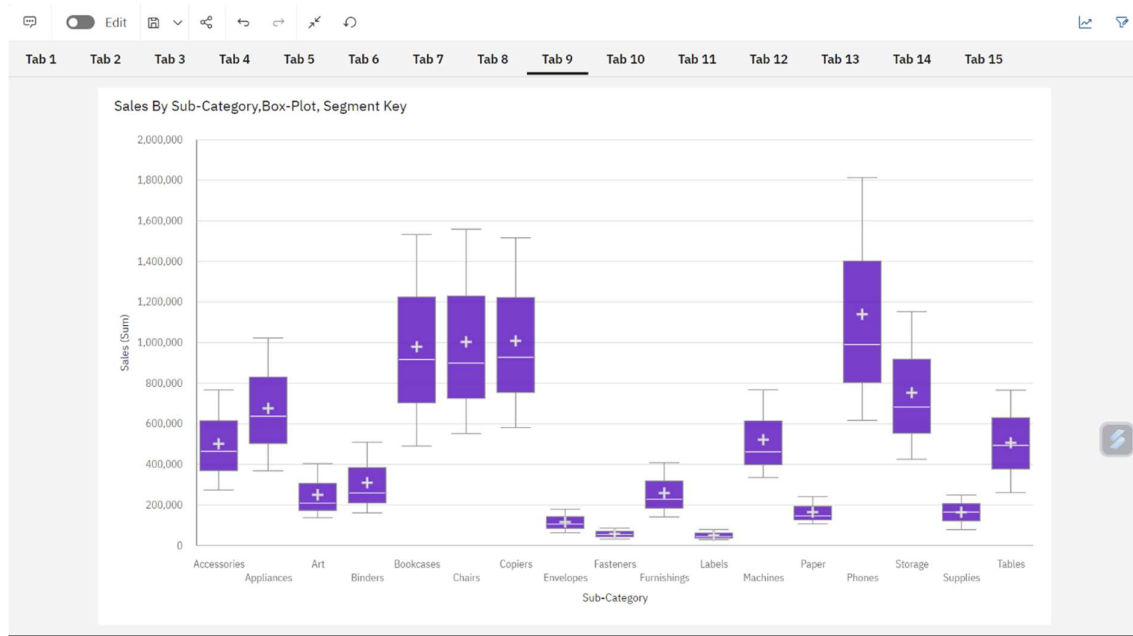 Edit
Tab 1 Tab 2 Tab 3 Tab 4 Tab 5 Tab 6 Tab 7 Tab 8 Tab 9 Tab 10 Tab 11 Tab 12 Tab 13 Tab 14 Tab 15
Sales By Sub-Category,Box-Plot, Segment Key
2,000,000
1,800,000
1,600,000
1,400,000
1,200,000
1,000,000
800,000
600,000
400,000
200,000
0
Sales (Sum)
Accessories Art Bookcases Copiers Fasteners Labels Paper Storage Tables
Appliances Binders Chairs Envelopes Furnishings Machines Phones Supplies
Sub-Category